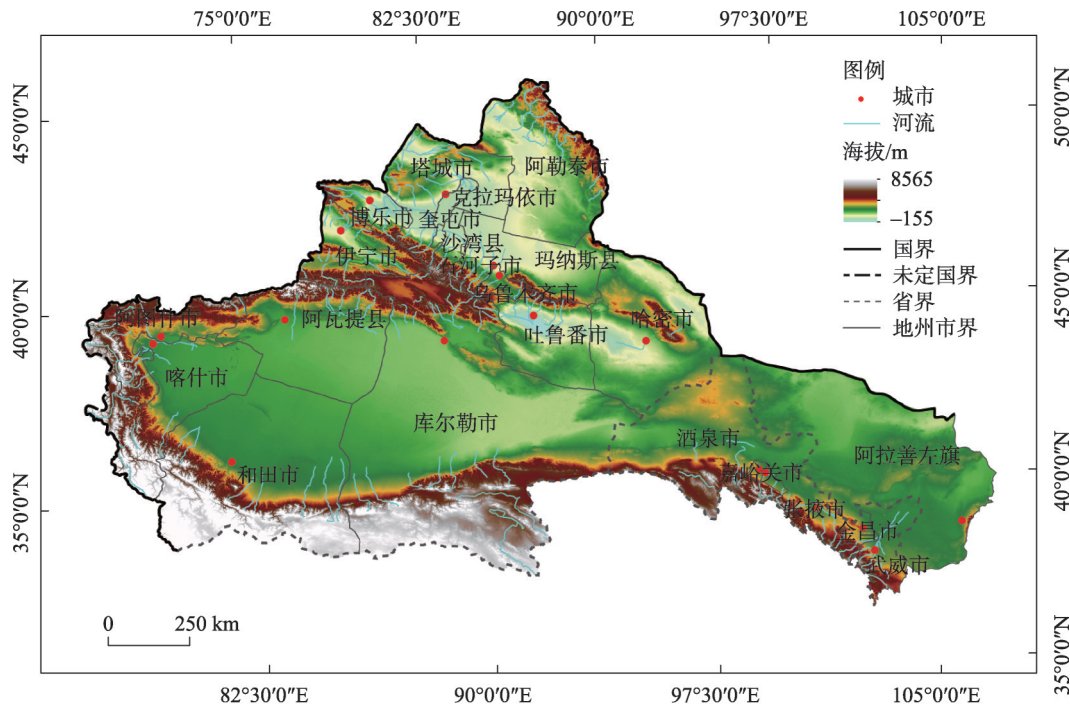 75°0′0″E 82°30′0″E 90°0′0″E 97°30′0″E 105°0′0″E
45°0′0″N
40°0′0″N
35°0′0″N
50°0′0″N
45°0′0″N
40°0′0″N
35°0′0″N
图例
城市
河流
海拔/m
8565
–155
国界
未定国界
省界
地州市界
塔城市
阿勒泰市
克拉玛依市
博乐市
奎屯市
沙湾县
伊宁市
石河子市
玛纳斯县
乌鲁木齐市
阿图什市
阿瓦提县
吐鲁番市
哈密市
喀什市
库尔勒市
酒泉市
阿拉善左旗
和田市
嘉峪关市
张掖市
金昌市
武威市
0 250 km
82°30′0″E 90°0′0″E 97°30′0″E 105°0′0″E